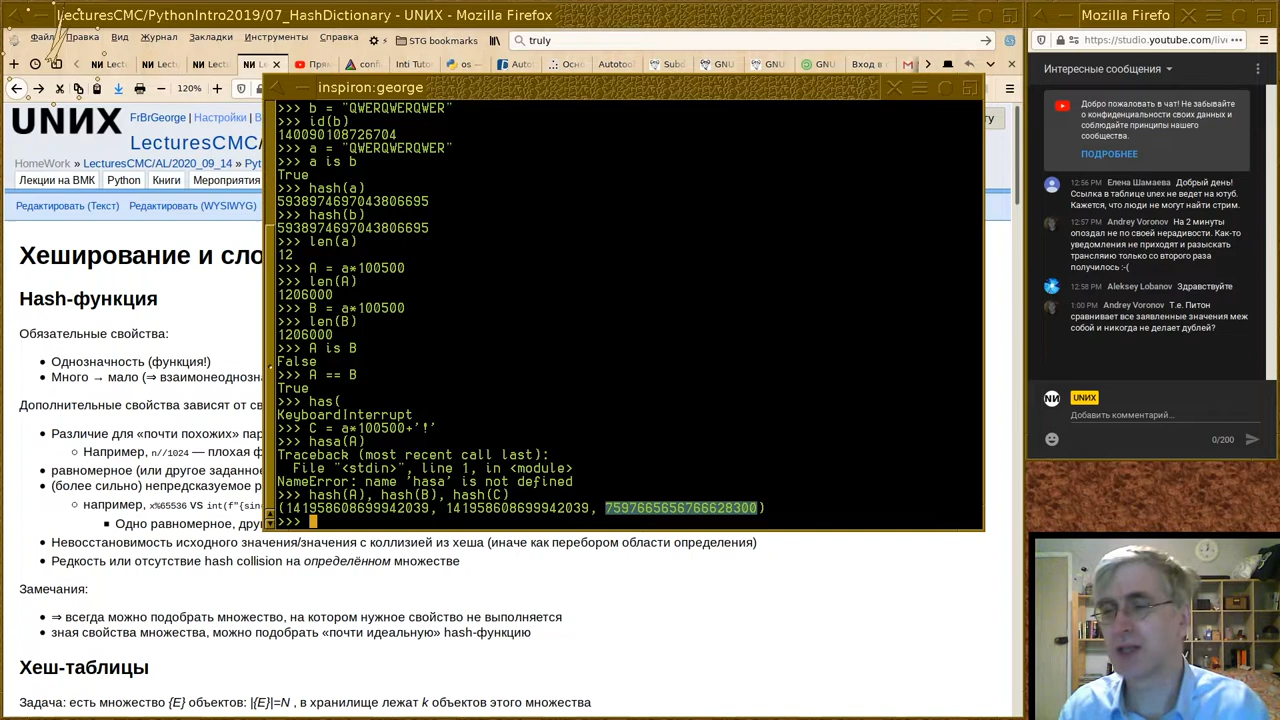 LecturesCMC/PythonIntro2019/07_HashDictionary - UNИX — Mozilla Firefox
Mozilla Firefo
Файл Правка Вид Журнал Закладки Инструменты Справка
STG bookmarks
truly
https://studio.youtube.com/live
120%
inspiron:george
UNИX
FrBrGeorge | Настройки |
LecturesCMC/
HomeWork » LecturesCMC/AL/2020_09_14 » Pyt
Лекции на ВМК Python Книги Мероприятия
Редактировать (Текст) Редактировать (WYSIWYG)
Хеширование и сло
Hash-функция
Обязательные свойства:
Однозначность (функция!)
Много → мало (⇒ взаимонеодноз
Дополнительные свойства зависят от св
Различие для «почти похожих» пар
Например, n//1024 — плохая ф
равномерное (или другое заданное
(более сильно) непредсказуемое р
например, x%65536 vs int(f"{sin
Одно равномерное, дру
Невосстановимость исходного значения/значения с коллизией из хеша (иначе как перебором области определения)
Редкость или отсутствие hash collision на определённом множестве
Замечания:
⇒ всегда можно подобрать множество, на котором нужное свойство не выполняется
зная свойства множества, можно подобрать «почти идеальную» hash-функцию
Хеш-таблицы
Задача: есть множество {E} объектов: |{E}|=N , в хранилище лежат k объектов этого множества
>>> b = "QWERQWERQWER"
>>> id(b)
140090108726704
>>> a = "QWERQWERQWER"
>>> a is b
True
>>> hash(a)
5938974697043806695
>>> hash(b)
5938974697043806695
>>> len(a)
12
>>> A = a*100500
>>> len(A)
1206000
>>> B = a*100500
>>> len(B)
1206000
>>> A is B
False
>>> A == B
True
>>> has(
KeyboardInterrupt
>>> C = a*100500+'!'
>>> hasa(A)
Traceback (most recent call last):
File "<stdin>", line 1, in <module>
NameError: name 'hasa' is not defined
>>> hash(A), hash(B), hash(C)
(141958608699942039, 141958608699942039, 7597665656766628300)
>>>
Интересные сообщения
Добро пожаловать в чат! Не забывайте
о конфиденциальности своих данных и
соблюдайте принципы нашего
сообщества.
ПОДРОБНЕЕ
12:56 PM Елена Шамаева Добрый день!
Ссылка в таблице unex не ведет на ютуб.
Кажется, что люди не могут найти стрим.
12:57 PM Andrey Voronov На 2 минуты
опоздал не по своей нерадивости. Как-то
уведомления не приходят и разыскать
трансляию только со второго раза
получилось :-(
12:58 PM Aleksey Lobanov Здравствуйте
1:00 PM Andrey Voronov Т.е. Питон
сравнивает все заявленные значения меж
собой и никогда не делает дублей?
UNИX
Добавить комментарий...
0/200